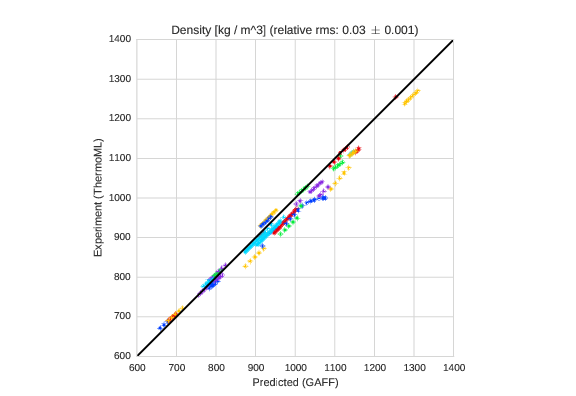 Density [kg / m^3] (relative rms: 0.03 ± 0.001)
1400
1300
1200
1100
1000
900
800
700
600
Experiment (ThermoML)
600 700 800 900 1000 1100 1200 1300 1400
Predicted (GAFF)